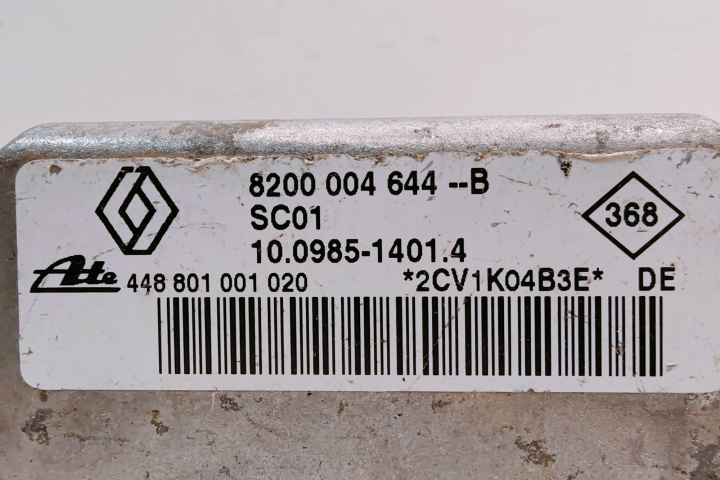 8200 004 644 --B
SC01
368
10.0985-1401.4
Ate 448 801 001 020 *2CV1K04B3E* DE